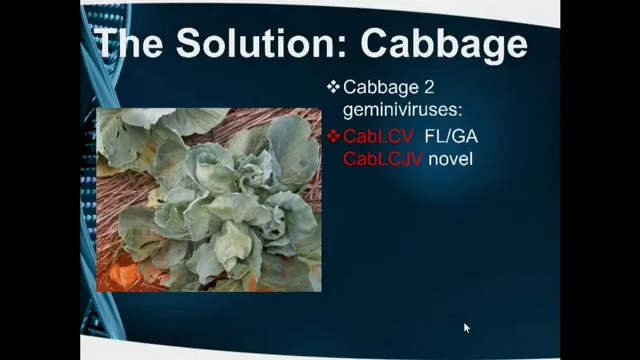 The Solution: Cabbage
❖Cabbage 2
geminiviruses:
❖CabLCV FL/GA
CabLCJV novel